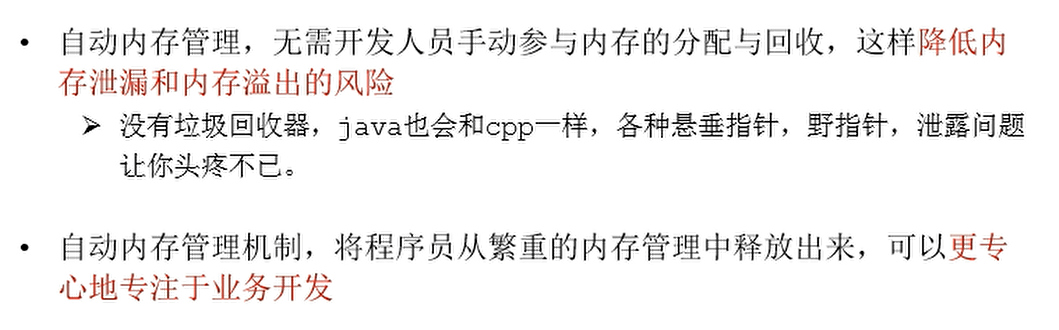 • 自动内存管理，无需开发人员手动参与内存的分配与回收，这样降低内
存泄漏和内存溢出的风险
➢ 没有垃圾回收器，java也会和cpp一样，各种悬垂指针，野指针，泄露问题
让你头疼不已。
• 自动内存管理机制，将程序员从繁重的内存管理中释放出来，可以更专
心地专注于业务开发